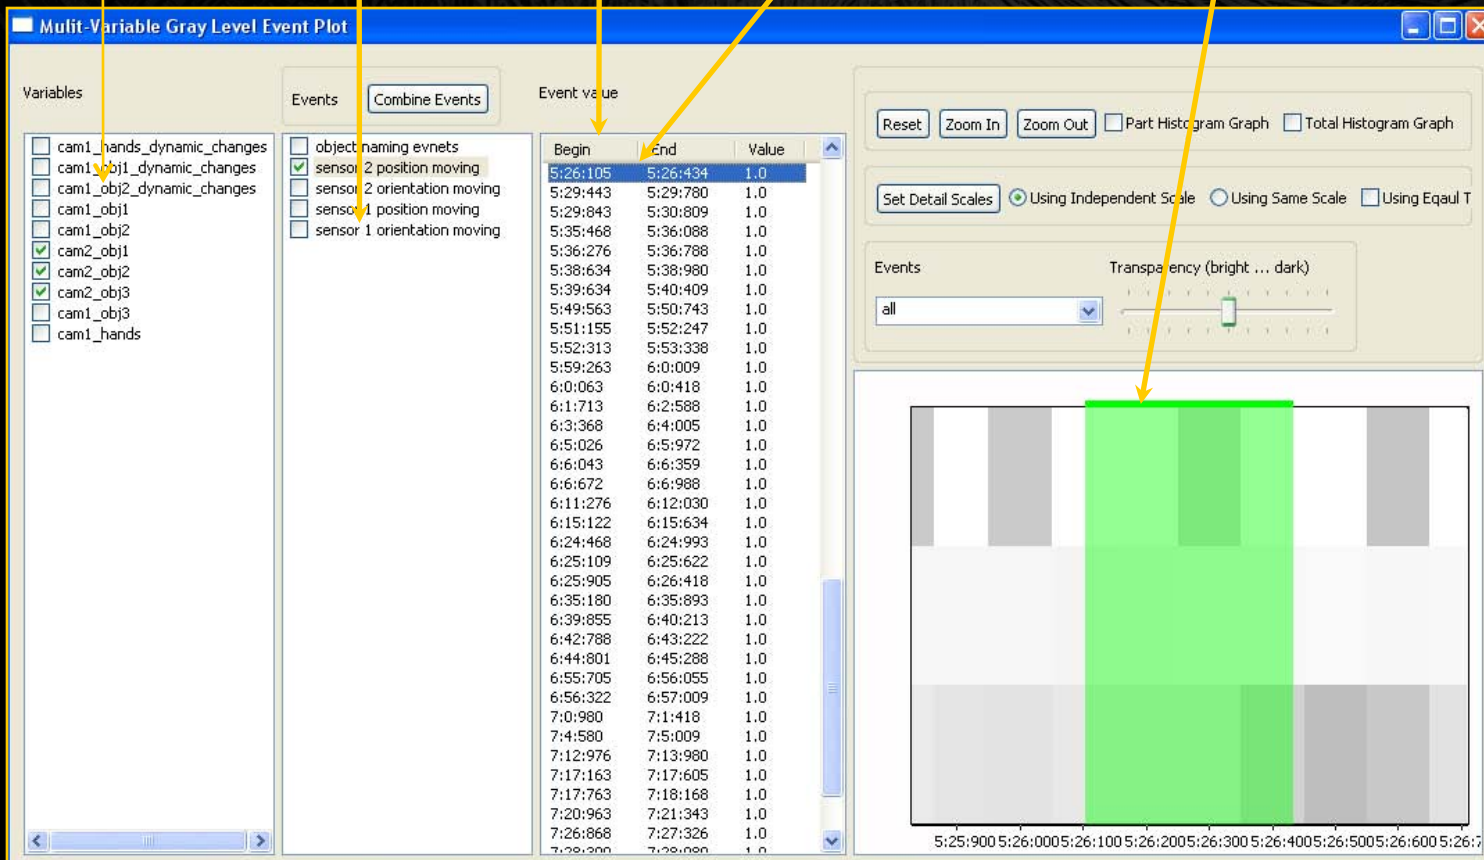 Mulit-Variable Gray Level Event Plot
Variables
Events
Combine Events
Event value
cam1_hands_dynamic_changes
cam1_obj1_dynamic_changes
cam1_obj2_dynamic_changes
cam1_obj1
cam1_obj2
cam2_obj1
cam2_obj2
cam2_obj3
cam1_obj3
cam1_hands
object naming evnets
sensor 2 position moving
sensor 2 orientation moving
sensor 1 position moving
sensor 1 orientation moving
Begin End Value
5:26:105 5:26:434 1.0
5:29:443 5:29:780 1.0
5:29:843 5:30:809 1.0
5:35:468 5:36:088 1.0
5:36:276 5:36:788 1.0
5:38:634 5:38:980 1.0
5:39:634 5:40:409 1.0
5:49:563 5:50:743 1.0
5:51:155 5:52:247 1.0
5:52:313 5:53:338 1.0
5:59:263 6:0:009 1.0
6:0:063 6:0:418 1.0
6:1:713 6:2:588 1.0
6:3:368 6:4:005 1.0
6:5:026 6:5:972 1.0
6:6:043 6:6:359 1.0
6:6:672 6:6:988 1.0
6:11:276 6:12:030 1.0
6:15:122 6:15:634 1.0
6:24:468 6:24:993 1.0
6:25:109 6:25:622 1.0
6:25:905 6:26:418 1.0
6:35:180 6:35:893 1.0
6:39:855 6:40:213 1.0
6:42:788 6:43:222 1.0
6:44:801 6:45:288 1.0
6:55:705 6:56:055 1.0
6:56:322 6:57:009 1.0
7:0:980 7:1:418 1.0
7:4:580 7:5:009 1.0
7:12:976 7:13:980 1.0
7:17:163 7:17:605 1.0
7:17:763 7:18:168 1.0
7:20:963 7:21:343 1.0
7:26:868 7:27:326 1.0
Reset Zoom In Zoom Out Part Histogram Graph Total Histogram Graph
Set Detail Scales Using Independent Scale Using Same Scale Using Eqaul T
Events
Transparency (bright ... dark)
all
5:25:900 5:26:000 5:26:100 5:26:200 5:26:300 5:26:400 5:26:500 5:26:600 5:26:7